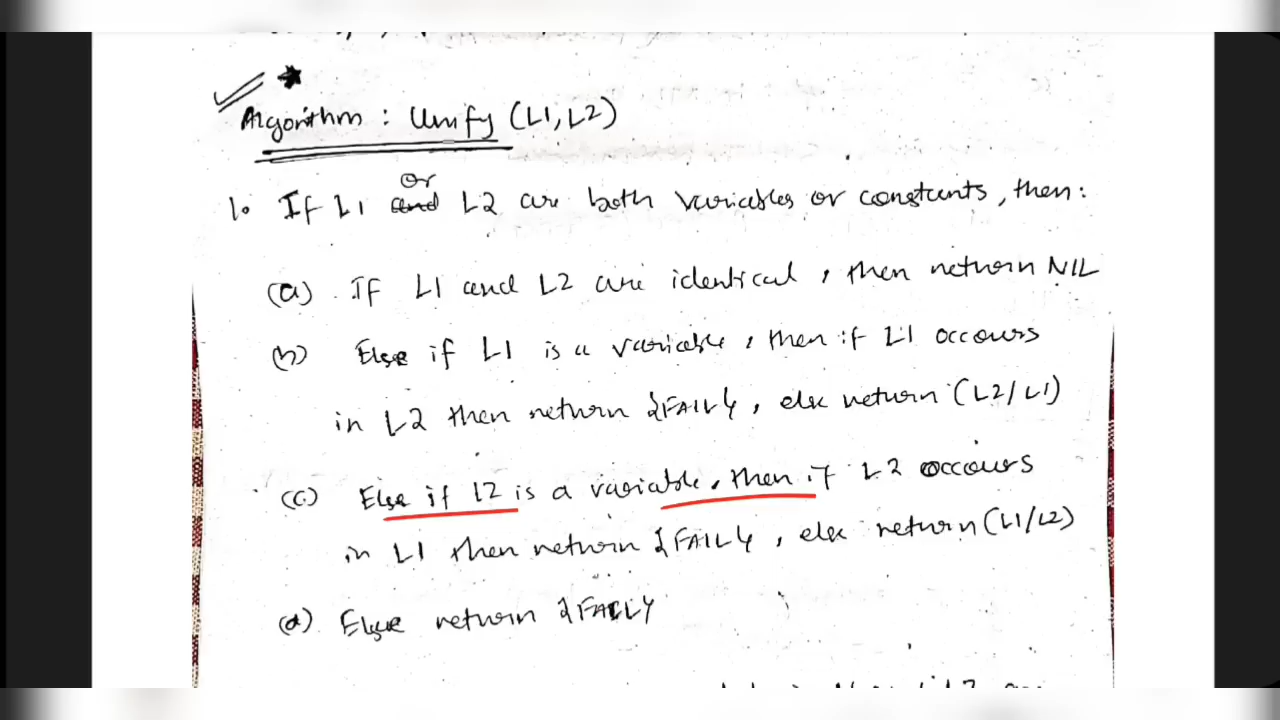 Algorithm : Unify (L1, L2)
or
1. If L1 and L2 are both variables or constants, then:
(a) If L1 and L2 are identical, then return NIL
(b) Else if L1 is a variable, then if L1 occours
in L2 then return {FAIL}, else return (L2/L1)
(c) Else if L2 is a variable, then if L2 occours
in L1 then return {FAIL}, else return (L1/L2)
(d) Else return {FAIL}